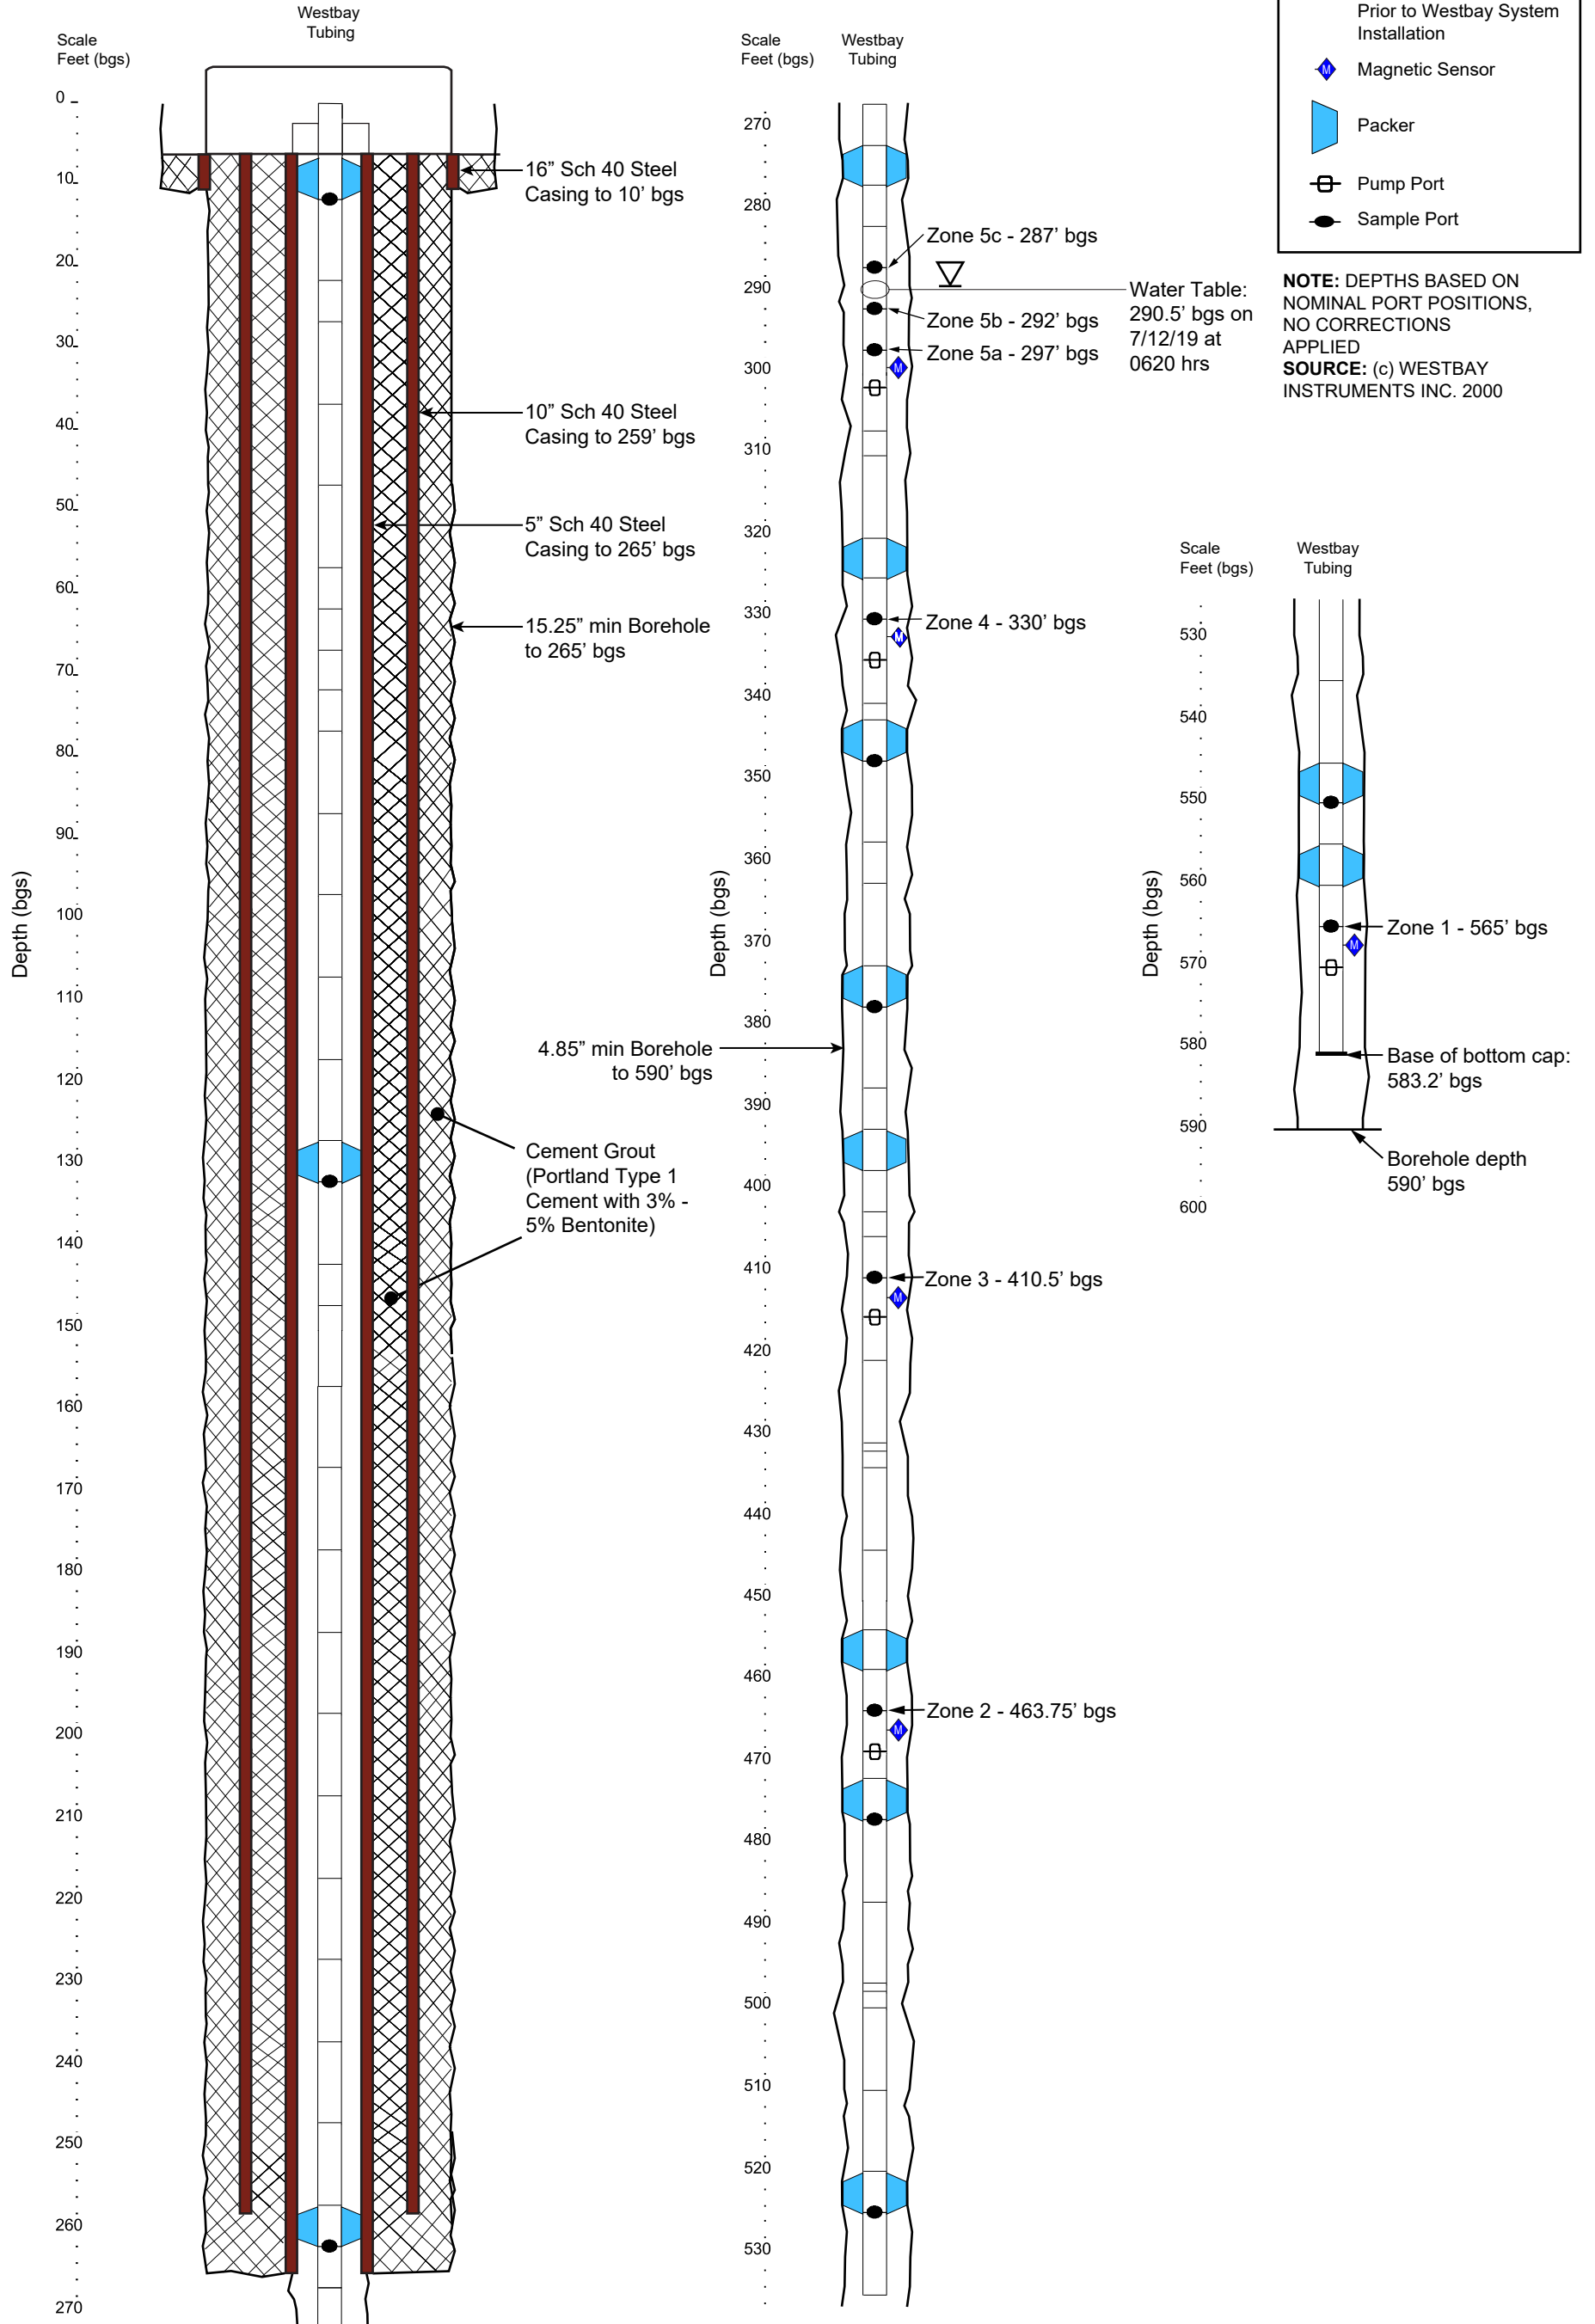 Westbay
Tubing
Scale
Feet (bgs)
0
10
20
30
40
50
60
70
80
90
100
110
120
130
140
150
160
170
180
190
200
210
220
230
240
250
260
270
Depth (bgs)
16” Sch 40 Steel
Casing to 10’ bgs
10” Sch 40 Steel
Casing to 259’ bgs
5” Sch 40 Steel
Casing to 265’ bgs
15.25” min Borehole
to 265’ bgs
Cement Grout
(Portland Type 1
Cement with 3% -
5% Bentonite)
Scale
Feet (bgs)
Westbay
Tubing
270
280
290
300
310
320
330
340
350
360
370
380
390
400
410
420
430
440
450
460
470
480
490
500
510
520
530
Depth (bgs)
Zone 5c - 287’ bgs
Zone 5b - 292’ bgs
Zone 5a - 297’ bgs
M
Water Table:
290.5’ bgs on
7/12/19 at
0620 hrs
Zone 4 - 330’ bgs
M
4.85” min Borehole
to 590’ bgs
Zone 3 - 410.5’ bgs
M
Zone 2 - 463.75’ bgs
M
Prior to Westbay System
Installation
M
Magnetic Sensor
Packer
Pump Port
Sample Port
NOTE: DEPTHS BASED ON
NOMINAL PORT POSITIONS,
NO CORRECTIONS
APPLIED
SOURCE: (c) WESTBAY
INSTRUMENTS INC. 2000
Scale
Feet (bgs)
Westbay
Tubing
530
540
550
560
570
580
590
600
Depth (bgs)
Zone 1 - 565’ bgs
M
Base of bottom cap:
583.2’ bgs
Borehole depth
590’ bgs